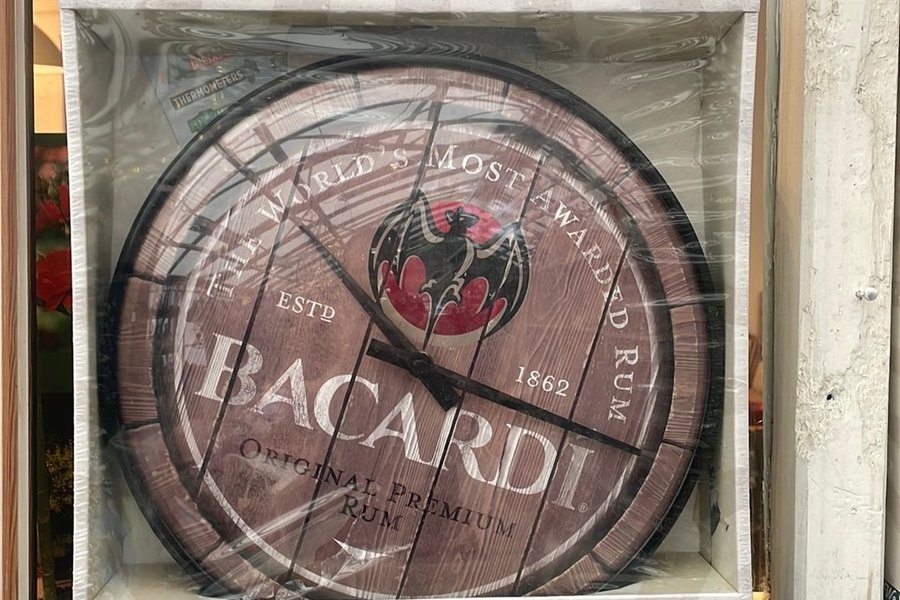 THERMOMETERS
THE WORLD'S MOST AWARDED RUM
ESTD
1862
BACARDI®
ORIGINAL PREMIUM
RUM